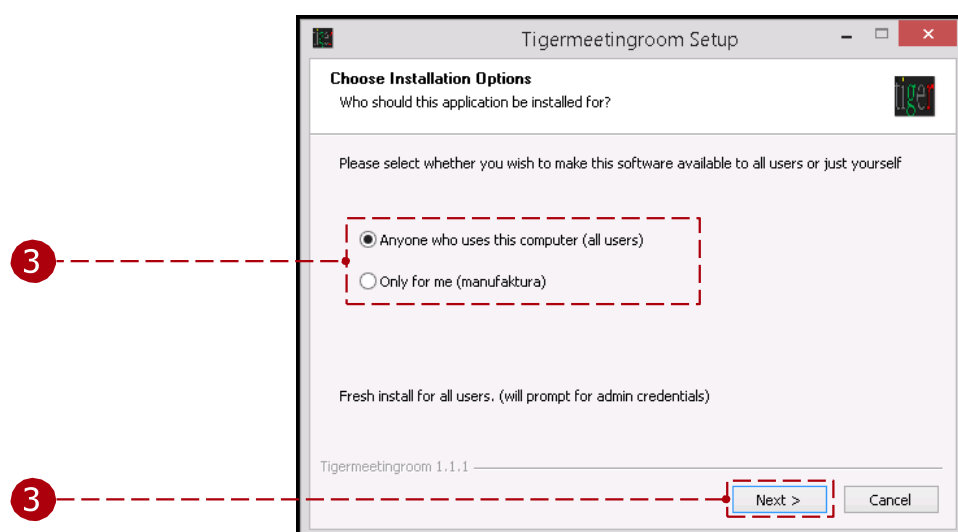 Tigermeetingroom Setup
Choose Installation Options
Who should this application be installed for?
tiger
Please select whether you wish to make this software available to all users or just yourself
3
Anyone who uses this computer (all users)
Only for me (manufaktura)
Fresh install for all users. (will prompt for admin credentials)
Tigermeetingroom 1.1.1
3
Next >
Cancel